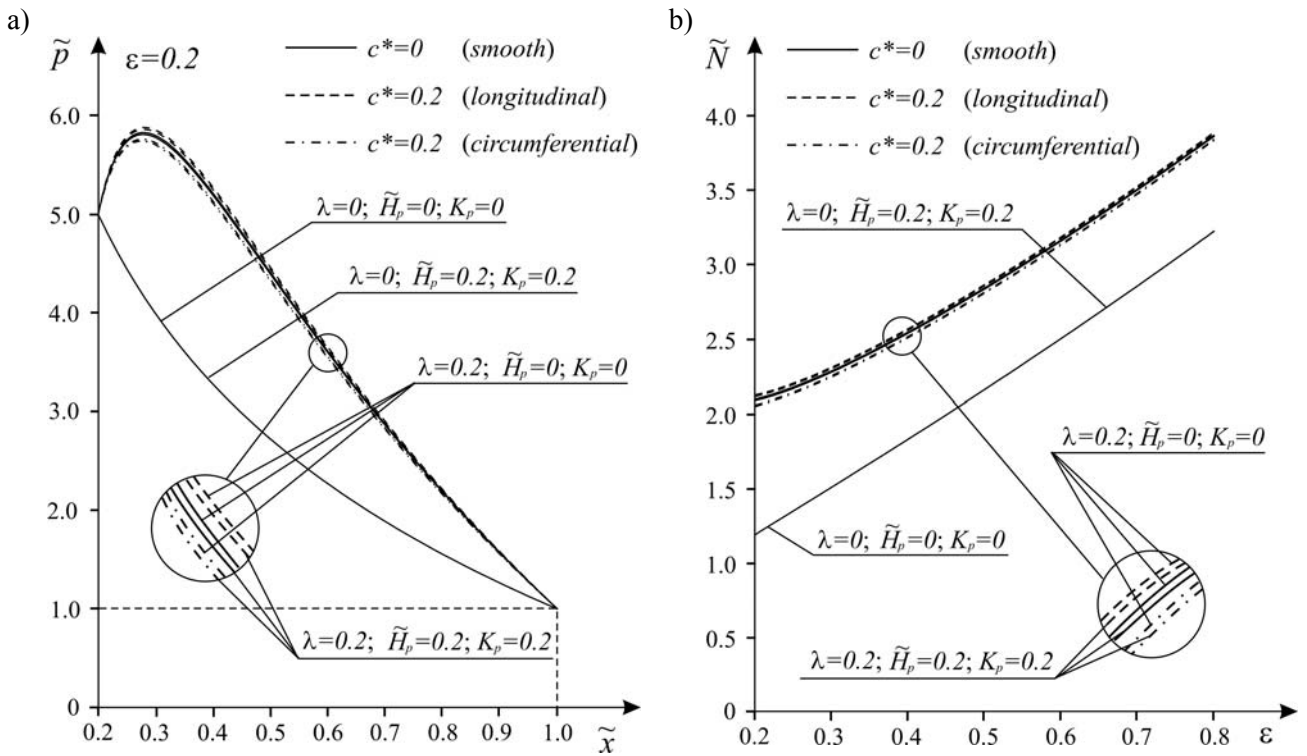 a)
p̃
ε=0.2
c*=0 (smooth)
c*=0.2 (longitudinal)
c*=0.2 (circumferential)
6.0
5.0
4.0
3.0
2.0
1.0
0
λ=0; H̃ₚ=0; Kₚ=0
λ=0; H̃ₚ=0.2; Kₚ=0.2
λ=0.2; H̃ₚ=0; Kₚ=0
λ=0.2; H̃ₚ=0.2; Kₚ=0.2
0.2 0.3 0.4 0.5 0.6 0.7 0.8 0.9 1.0 x̃
b)
Ñ
c*=0 (smooth)
c*=0.2 (longitudinal)
c*=0.2 (circumferential)
4.0
3.5
3.0
2.5
2.0
1.5
1.0
0.5
0
λ=0; H̃ₚ=0.2; Kₚ=0.2
λ=0.2; H̃ₚ=0; Kₚ=0
λ=0; H̃ₚ=0; Kₚ=0
λ=0.2; H̃ₚ=0.2; Kₚ=0.2
0.2 0.3 0.4 0.5 0.6 0.7 0.8 ε